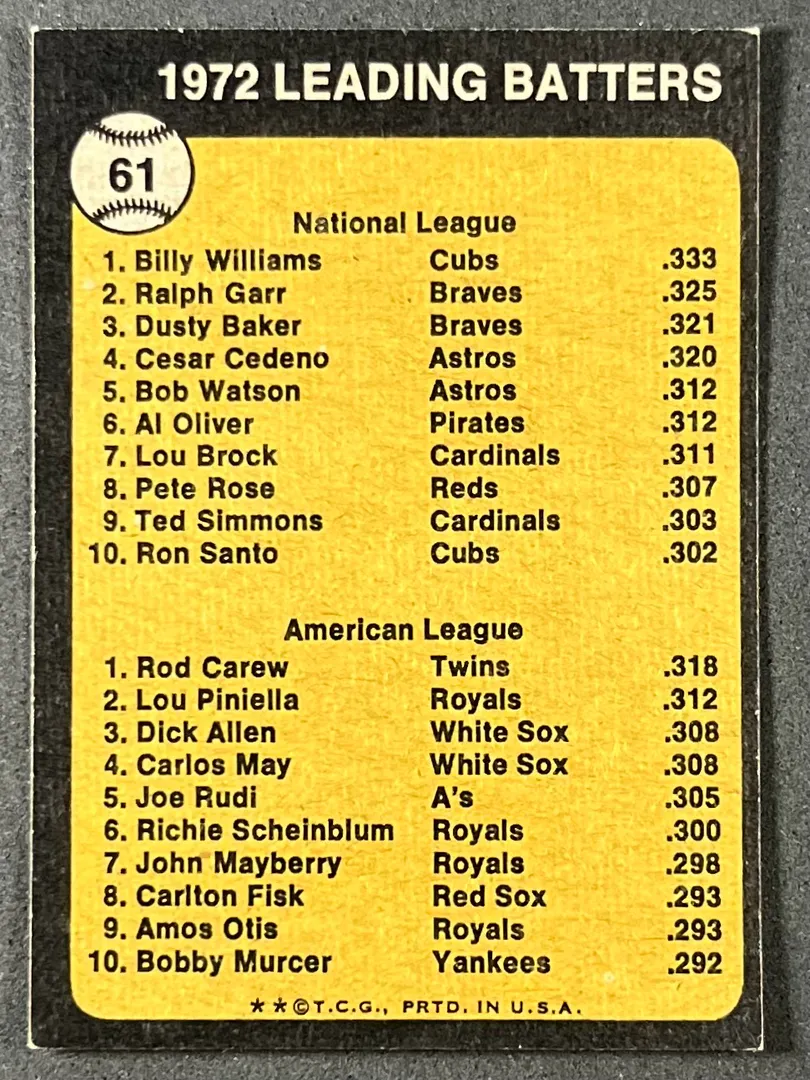 1972 LEADING BATTERS
61
National League
1. Billy Williams Cubs .333
2. Ralph Garr Braves .325
3. Dusty Baker Braves .321
4. Cesar Cedeno Astros .320
5. Bob Watson Astros .312
6. Al Oliver Pirates .312
7. Lou Brock Cardinals .311
8. Pete Rose Reds .307
9. Ted Simmons Cardinals .303
10. Ron Santo Cubs .302
American League
1. Rod Carew Twins .318
2. Lou Piniella Royals .312
3. Dick Allen White Sox .308
4. Carlos May White Sox .308
5. Joe Rudi A's .305
6. Richie Scheinblum Royals .300
7. John Mayberry Royals .298
8. Carlton Fisk Red Sox .293
9. Amos Otis Royals .293
10. Bobby Murcer Yankees .292
**©T.C.G., PRTD. IN U.S.A.